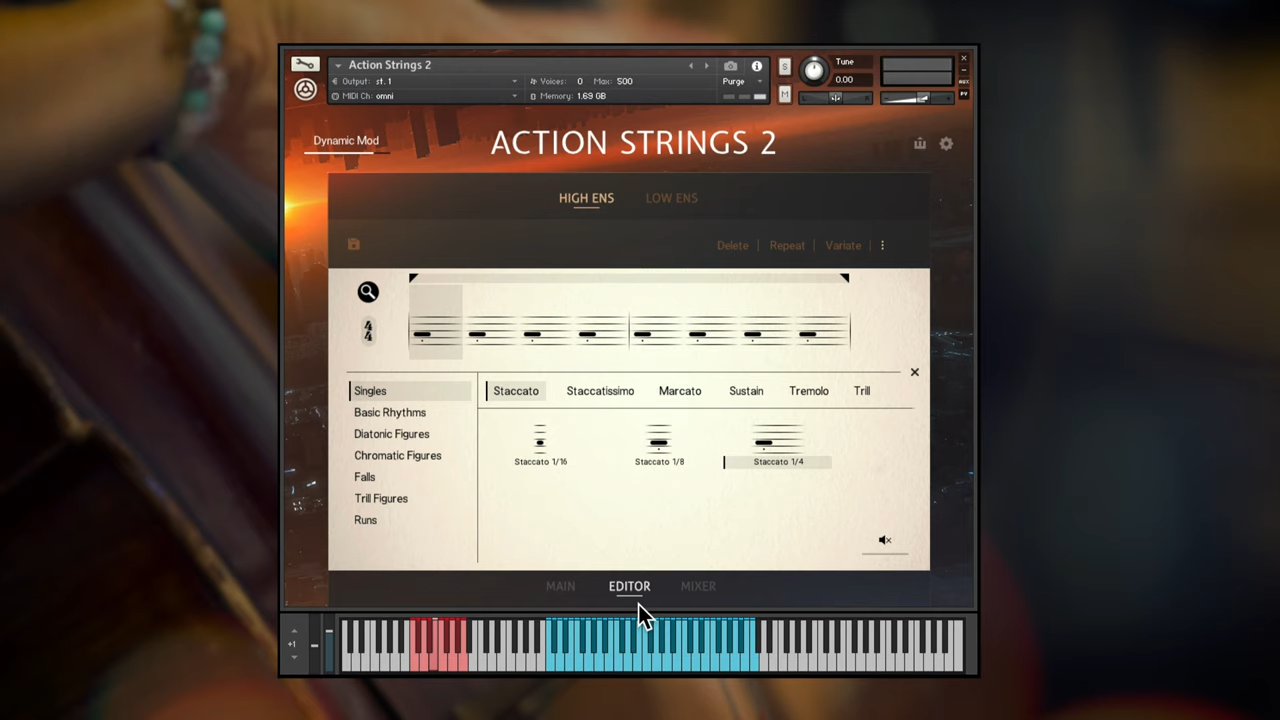 Action Strings 2
Output: st.1
Voices: 0 Max: 500
Purge
MIDI Ch: omni
Memory: 1.69 GB
S
M
Tune
0.00
AUX
PV
Dynamic Mod
ACTION STRINGS 2
HIGH ENS LOW ENS
Delete | Repeat | Variate
4
4
Singles
Basic Rhythms
Diatonic Figures
Chromatic Figures
Falls
Trill Figures
Runs
Staccato Staccatissimo Marcato Sustain Tremolo Trill
Staccato 1/16 Staccato 1/8 Staccato 1/4
MAIN EDITOR MIXER
+1